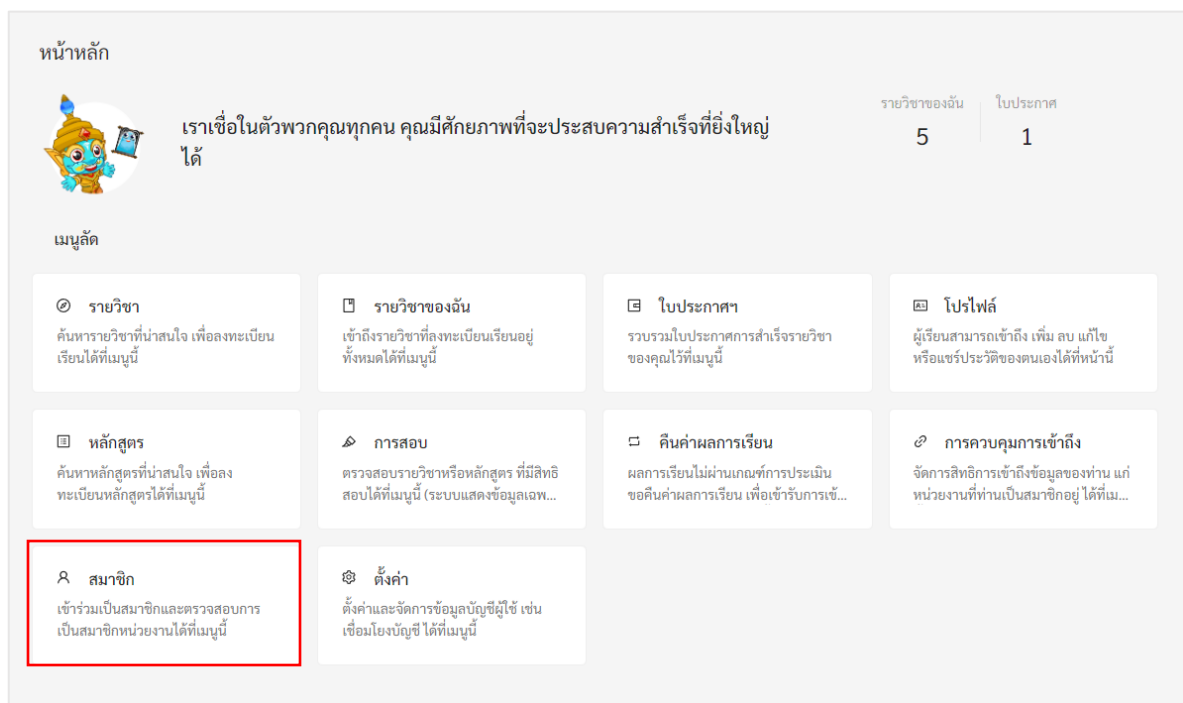 หน้าหลัก
เราเชื่อในตัวพวกคุณทุกคน คุณมีศักยภาพที่จะประสบความสำเร็จที่ยิ่งใหญ่
ได้
รายวิชาของฉัน
5
ใบประกาศ
1
เมนูลัด
รายวิชา
ค้นหารายวิชาที่น่าสนใจ เพื่อลงทะเบียน
เรียนได้ที่เมนูนี้
รายวิชาของฉัน
เข้าถึงรายวิชาที่ลงทะเบียนเรียนอยู่
ทั้งหมดได้ที่เมนูนี้
ใบประกาศฯ
รวบรวมใบประกาศการสำเร็จรายวิชา
ของคุณไว้ที่เมนูนี้
โปรไฟล์
ผู้เรียนสามารถเข้าถึง เพิ่ม ลบ แก้ไข
หรือแชร์ประวัติของตนเองได้ที่หน้านี้
หลักสูตร
ค้นหาหลักสูตรที่น่าสนใจ เพื่อลง
ทะเบียนหลักสูตรได้ที่เมนูนี้
การสอบ
ตรวจสอบรายวิชาหรือหลักสูตร ที่มีสิทธิ
สอบได้ที่เมนูนี้ (ระบบแสดงข้อมูลเฉพ...
คืนค่าผลการเรียน
ผลการเรียนไม่ผ่านเกณฑ์การประเมิน
ขอคืนค่าผลการเรียน เพื่อเข้ารับการเข้...
การควบคุมการเข้าถึง
จัดการสิทธิการเข้าถึงข้อมูลของท่าน แก่
หน่วยงานที่ท่านเป็นสมาชิกอยู่ ได้ที่เม...
สมาชิก
เข้าร่วมเป็นสมาชิกและตรวจสอบการ
เป็นสมาชิกหน่วยงานได้ที่เมนูนี้
ตั้งค่า
ตั้งค่าและจัดการข้อมูลบัญชีผู้ใช้ เช่น
เชื่อมโยงบัญชี ได้ที่เมนูนี้